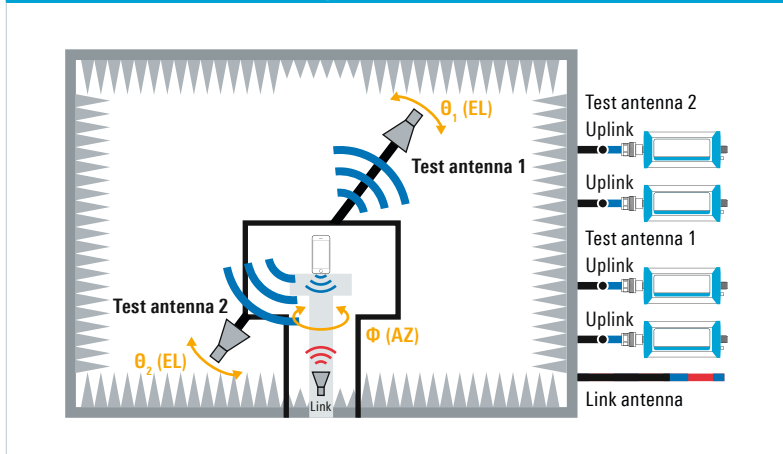 θ1 (EL)
Test antenna 1
Test antenna 2
θ2 (EL)
Φ (AZ)
Link
Test antenna 2
Uplink
Uplink
Test antenna 1
Uplink
Uplink
Link antenna